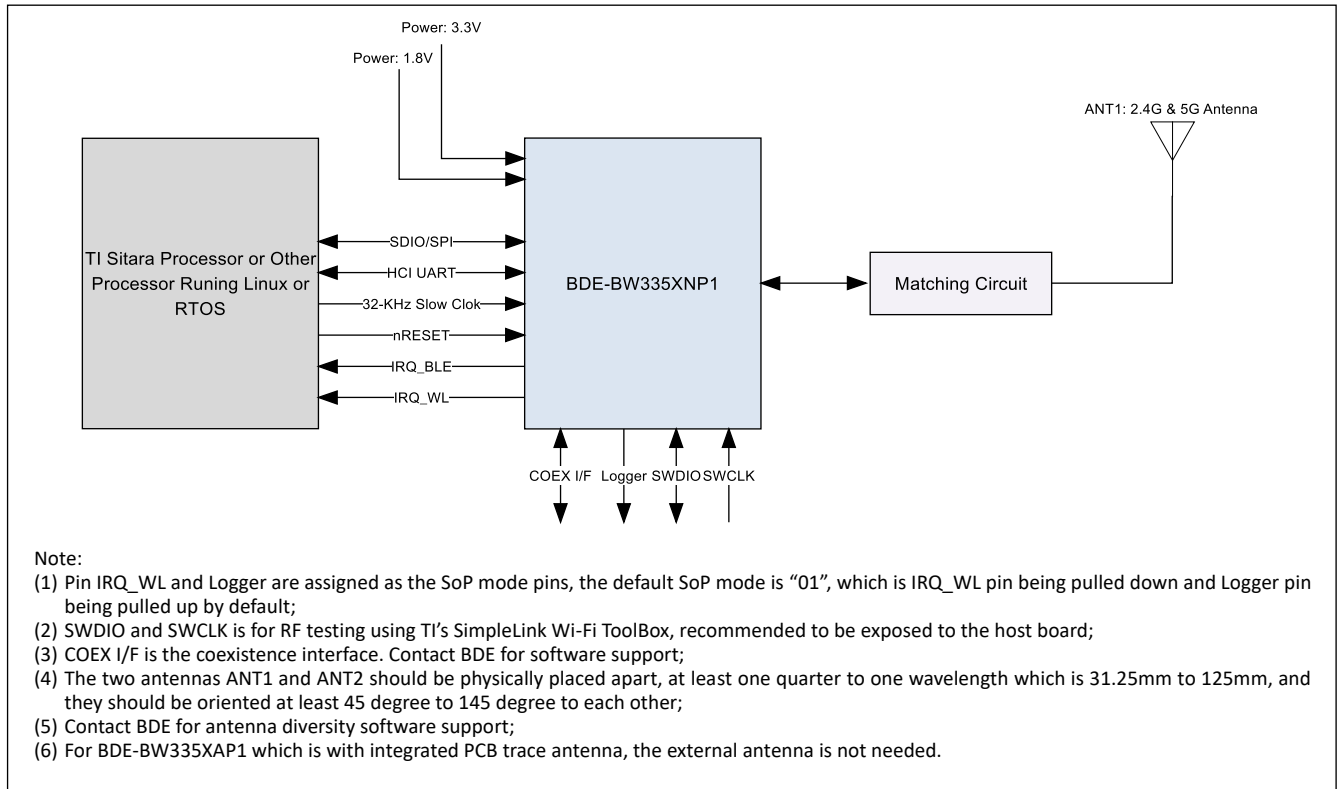 Power: 3.3V
Power: 1.8V
ANT1: 2.4G & 5G Antenna
TI Sitara Processor or Other
Processor Runing Linux or
RTOS
SDIO/SPI
HCI UART
32-KHz Slow Clok
nRESET
IRQ_BLE
IRQ_WL
BDE-BW335XNP1
Matching Circuit
COEX I/F Logger SWDIO SWCLK
Note:
(1) Pin IRQ_WL and Logger are assigned as the SoP mode pins, the default SoP mode is “01”, which is IRQ_WL pin being pulled down and Logger pin
being pulled up by default;
(2) SWDIO and SWCLK is for RF testing using TI’s SimpleLink Wi-Fi ToolBox, recommended to be exposed to the host board;
(3) COEX I/F is the coexistence interface. Contact BDE for software support;
(4) The two antennas ANT1 and ANT2 should be physically placed apart, at least one quarter to one wavelength which is 31.25mm to 125mm, and
they should be oriented at least 45 degree to 145 degree to each other;
(5) Contact BDE for antenna diversity software support;
(6) For BDE-BW335XAP1 which is with integrated PCB trace antenna, the external antenna is not needed.